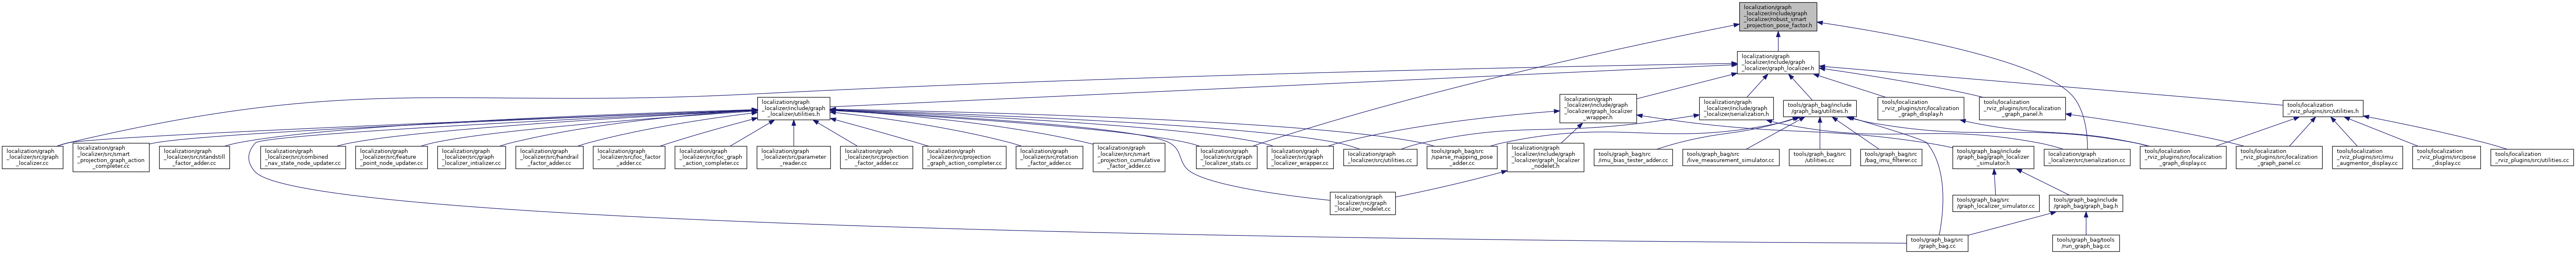 localization/graph
_localizer/include/graph
_localizer/robust_smart
_projection_pose_factor.h
localization/graph
_localizer/include/graph
_localizer/graph_localizer.h
localization/graph
_localizer/include/graph
_localizer/utilities.h
localization/graph
_localizer/include/graph
_localizer/graph_localizer
_wrapper.h
localization/graph
_localizer/include/graph
_localizer/serialization.h
tools/graph_bag/include
/graph_bag/utilities.h
tools/localization
_rviz_plugins/src/localization
_graph_display.h
tools/localization
_rviz_plugins/src/localization
_graph_panel.h
tools/localization
_rviz_plugins/src/utilities.h
localization/graph
_localizer/src/graph
_localizer.cc
localization/graph
_localizer/src/smart
_projection_graph_action
_completer.cc
localization/graph
_localizer/src/standstill
_factor_adder.cc
localization/graph
_localizer/src/combined
_nav_state_node_updater.cc
localization/graph
_localizer/src/feature
_point_node_updater.cc
localization/graph
_localizer/src/graph
_localizer_intializer.cc
localization/graph
_localizer/src/handrail
_factor_adder.cc
localization/graph
_localizer/src/loc_factor
_adder.cc
localization/graph
_localizer/src/loc_graph
_action_completer.cc
localization/graph
_localizer/src/parameter
_reader.cc
localization/graph
_localizer/src/projection
_factor_adder.cc
localization/graph
_localizer/src/projection
_graph_action_completer.cc
localization/graph
_localizer/src/rotation
_factor_adder.cc
localization/graph
_localizer/src/smart
_projection_cumulative
_factor_adder.cc
localization/graph
_localizer/src/graph
_localizer_stats.cc
localization/graph
_localizer/src/graph
_localizer_wrapper.cc
localization/graph
_localizer/src/utilities.cc
tools/graph_bag/src
/sparse_mapping_pose
_adder.cc
localization/graph
_localizer/include/graph
_localizer/graph_localizer
_nodelet.h
tools/graph_bag/src
/imu_bias_tester_adder.cc
tools/graph_bag/src
/live_measurement_simulator.cc
tools/graph_bag/src
/utilities.cc
tools/graph_bag/src
/bag_imu_filterer.cc
tools/graph_bag/include
/graph_bag/graph_localizer
_simulator.h
localization/graph
_localizer/src/serialization.cc
tools/localization
_rviz_plugins/src/localization
_graph_display.cc
tools/localization
_rviz_plugins/src/localization
_graph_panel.cc
tools/localization
_rviz_plugins/src/imu
_augmentor_display.cc
tools/localization
_rviz_plugins/src/pose
_display.cc
tools/localization
_rviz_plugins/src/utilities.cc
localization/graph
_localizer/src/graph
_localizer_nodelet.cc
tools/graph_bag/src
/graph_localizer_simulator.cc
tools/graph_bag/include
/graph_bag/graph_bag.h
tools/graph_bag/src
/graph_bag.cc
tools/graph_bag/tools
/run_graph_bag.cc